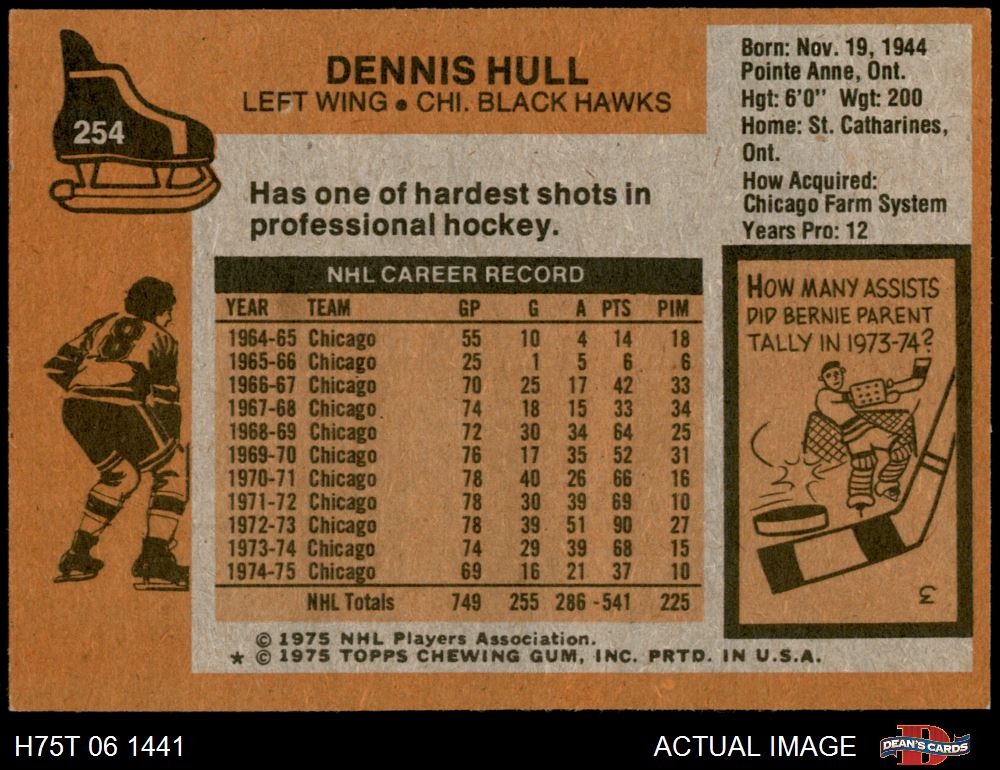 254
DENNIS HULL
LEFT WING • CHI. BLACK HAWKS
Born: Nov. 19, 1944
Pointe Anne, Ont.
Hgt: 6'0" Wgt: 200
Home: St. Catharines,
Ont.
How Acquired:
Chicago Farm System
Years Pro: 12
Has one of hardest shots in
professional hockey.
NHL CAREER RECORD
YEAR TEAM GP G A PTS PIM
1964-65 Chicago 55 10 4 14 18
1965-66 Chicago 25 1 5 6 6
1966-67 Chicago 70 25 17 42 33
1967-68 Chicago 74 18 15 33 34
1968-69 Chicago 72 30 34 64 25
1969-70 Chicago 76 17 35 52 31
1970-71 Chicago 78 40 26 66 16
1971-72 Chicago 78 30 39 69 10
1972-73 Chicago 78 39 51 90 27
1973-74 Chicago 74 29 39 68 15
1974-75 Chicago 69 16 21 37 10
NHL Totals 749 255 286 -541 225
HOW MANY ASSISTS
DID BERNIE PARENT
TALLY IN 1973-74?
8
3
© 1975 NHL Players Association.
★ © 1975 TOPPS CHEWING GUM, INC. PRTD. IN U.S.A.
H75T 06 1441
ACTUAL IMAGE
D
DEAN'S CARDS